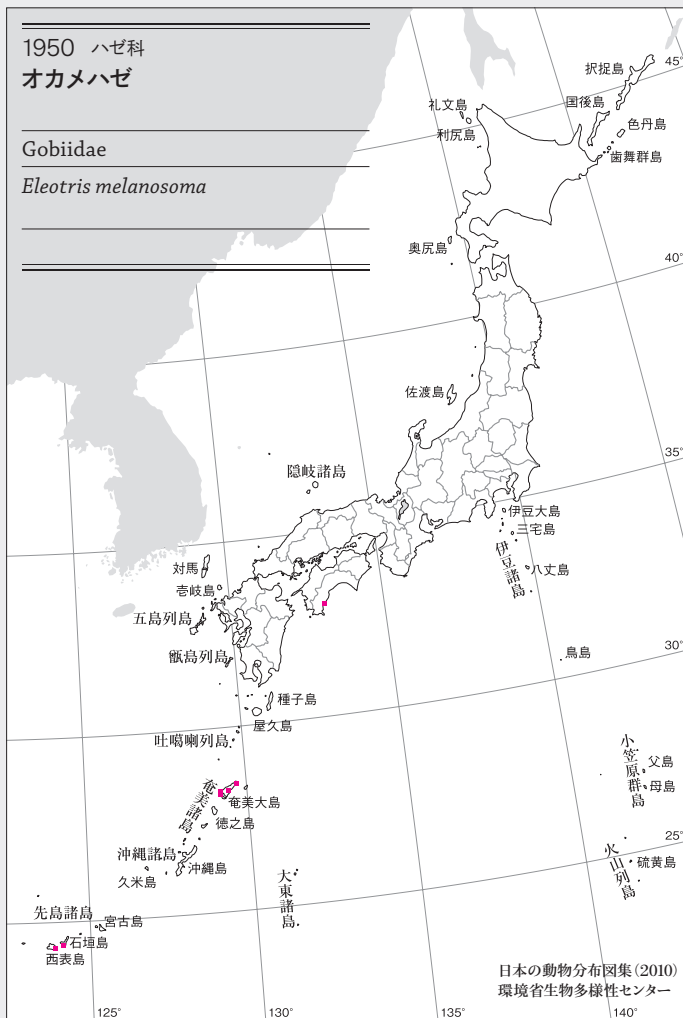 1950 ハゼ科
オカメハゼ
Gobiidae
Eleotris melanosoma
択捉島
45°
国後島
礼文島
色丹島
利尻島
歯舞群島
奥尻島
40°
佐渡島
35°
隠岐諸島
伊豆大島
三宅島
伊豆諸島
八丈島
対馬
壱岐島
五島列島
甑島列島
鳥島
30°
種子島
屋久島
吐噶喇列島
小笠原群島
父島
母島
奄美諸島
奄美大島
徳之島
25°
沖縄諸島
沖縄島
久米島
火山列島
硫黄島
大東諸島
先島諸島
宮古島
石垣島
西表島
日本の動物分布図集(2010)
環境省生物多様性センター
125°
130°
135°
140°